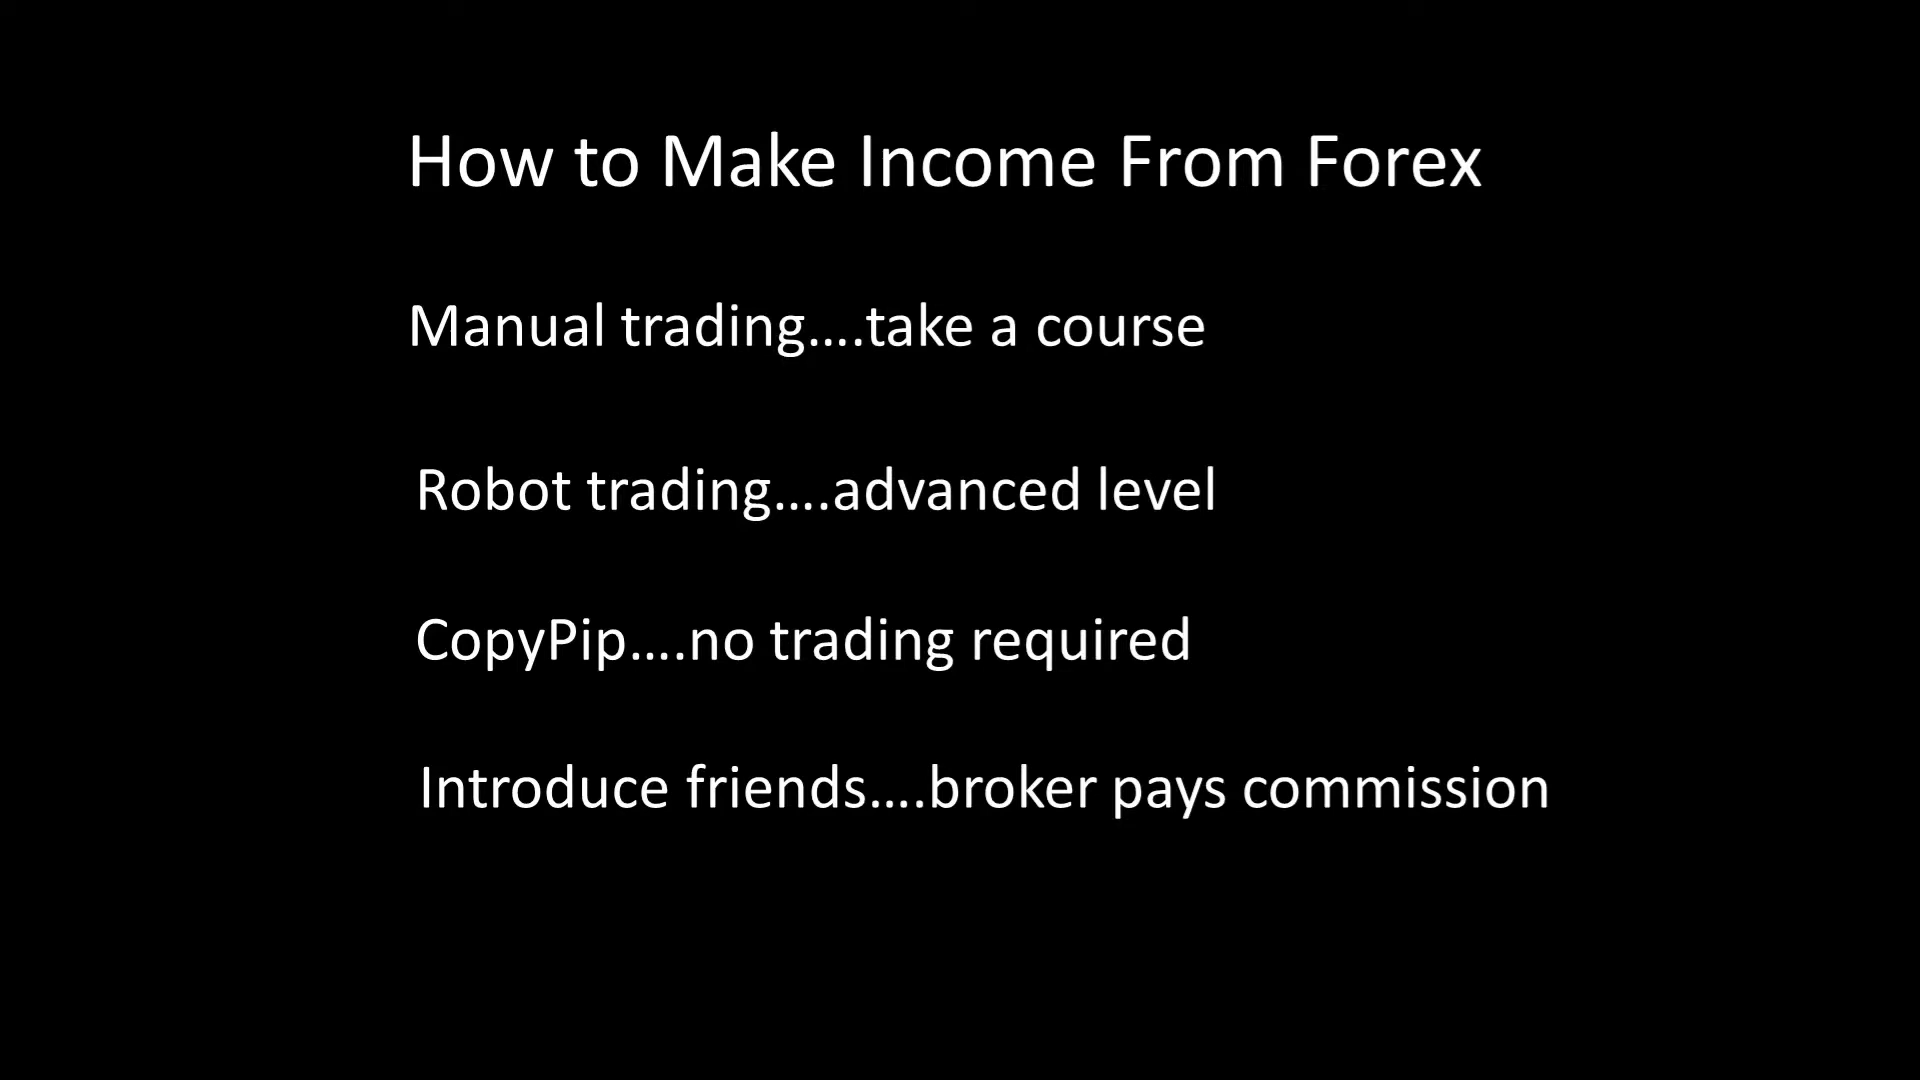 How to Make Income From Forex
Manual trading....take a course
Robot trading....advanced level
CopyPip....no trading required
Introduce friends....broker pays commission